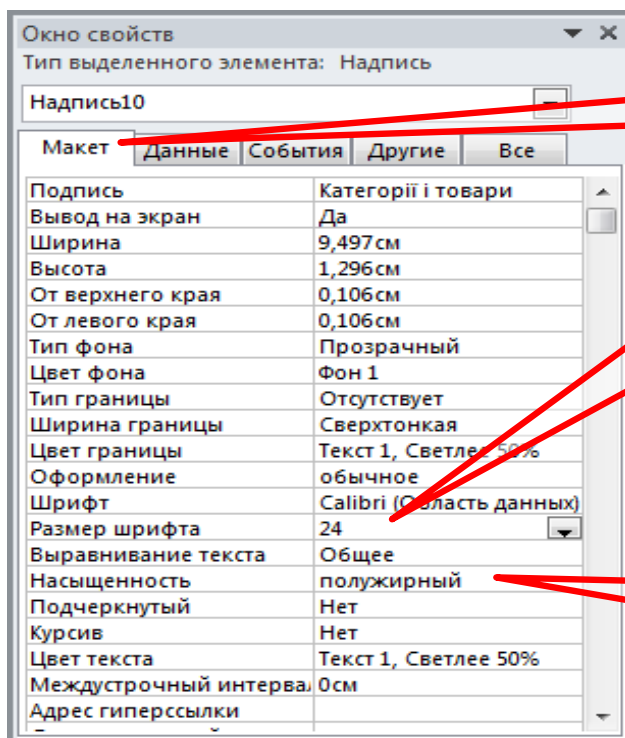 Окно свойств
Тип выделенного элемента: Надпись
Надпись10
Макет Данные События Другие Все
Подпись Категорії і товари
Вывод на экран Да
Ширина 9,497см
Высота 1,296см
От верхнего края 0,106см
От левого края 0,106см
Тип фона Прозрачный
Цвет фона Фон 1
Тип границы Отсутствует
Ширина границы Сверхтонкая
Цвет границы Текст 1, Светлее 50%
Оформление обычное
Шрифт Calibri (Область данных)
Размер шрифта 24
Выравнивание текста Общее
Насыщенность полужирный
Подчеркнутый Нет
Курсив Нет
Цвет текста Текст 1, Светлее 50%
Междустрочный интервал 0см
Адрес гиперссылки